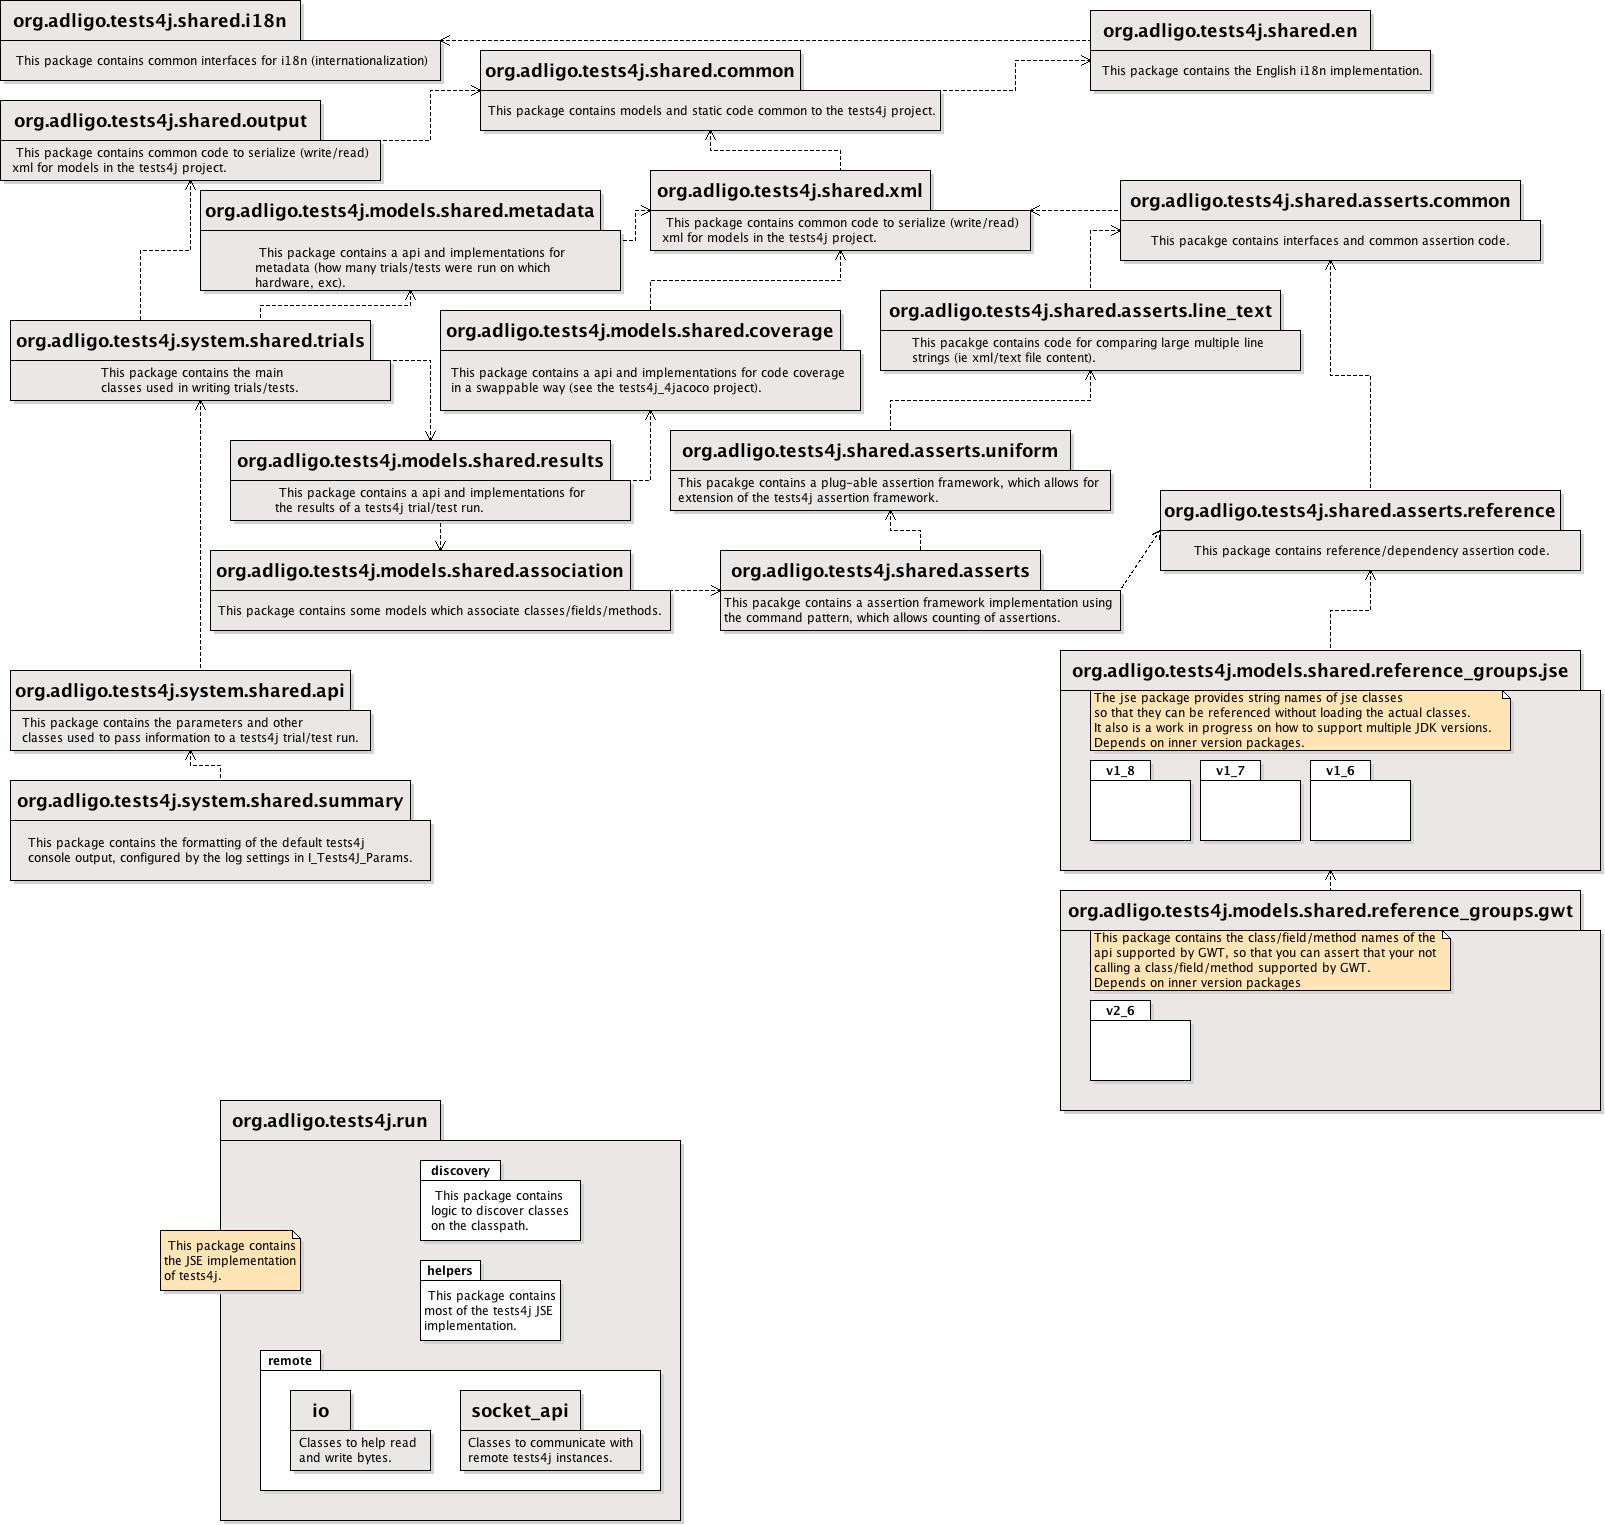 org.adligo.tests4j.shared.i18n
This package contains common interfaces for i18n (internationalization)
org.adligo.tests4j.shared.en
This package contains the English i18n implementation.
org.adligo.tests4j.shared.common
This package contains models and static code common to the tests4j project.
org.adligo.tests4j.shared.output
This package contains common code to serialize (write/read)
xml for models in the tests4j project.
org.adligo.tests4j.shared.xml
This package contains common code to serialize (write/read)
xml for models in the tests4j project.
org.adligo.tests4j.shared.asserts.common
This pacakge contains interfaces and common assertion code.
org.adligo.tests4j.models.shared.metadata
This package contains a api and implementations for
metadata (how many trials/tests were run on which
hardware, exc).
org.adligo.tests4j.system.shared.trials
This package contains the main
classes used in writing trials/tests.
org.adligo.tests4j.models.shared.coverage
This package contains a api and implementations for code coverage
in a swappable way (see the tests4j_4jacoco project).
org.adligo.tests4j.shared.asserts.line_text
This pacakge contains code for comparing large multiple line
strings (ie xml/text file content).
org.adligo.tests4j.models.shared.results
This package contains a api and implementations for
the results of a tests4j trial/test run.
org.adligo.tests4j.shared.asserts.uniform
This pacakge contains a plug-able assertion framework, which allows for
extension of the tests4j assertion framework.
org.adligo.tests4j.shared.asserts.reference
This package contains reference/dependency assertion code.
org.adligo.tests4j.models.shared.association
This package contains some models which associate classes/fields/methods.
org.adligo.tests4j.shared.asserts
This pacakge contains a assertion framework implementation using
the command pattern, which allows counting of assertions.
org.adligo.tests4j.system.shared.api
This package contains the parameters and other
classes used to pass information to a tests4j trial/test run.
org.adligo.tests4j.models.shared.reference_groups.jse
The jse package provides string names of jse classes
so that they can be referenced without loading the actual classes.
It also is a work in progress on how to support multiple JDK versions.
Depends on inner version packages.
v1_8
v1_7
v1_6
org.adligo.tests4j.system.shared.summary
This package contains the formatting of the default tests4j
console output, configured by the log settings in I_Tests4J_Params.
org.adligo.tests4j.models.shared.reference_groups.gwt
This package contains the class/field/method names of the
api supported by GWT, so that you can assert that your not
calling a class/field/method supported by GWT.
Depends on inner version packages
v2_6
org.adligo.tests4j.run
discovery
This package contains
logic to discover classes
on the classpath.
This package contains
the JSE implementation
of tests4j.
helpers
This package contains
most of the tests4j JSE
implementation.
remote
io
Classes to help read
and write bytes.
socket_api
Classes to communicate with
remote tests4j instances.